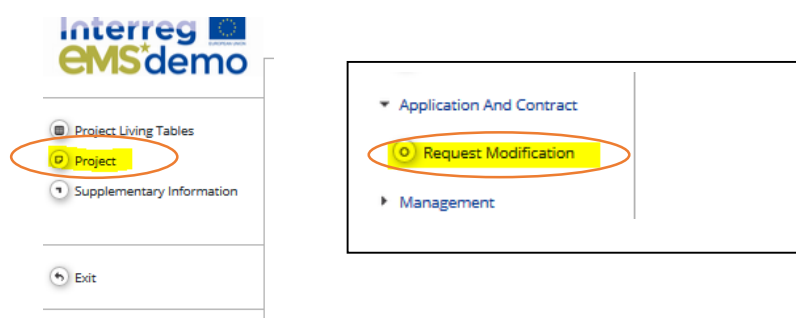 Interreg
eMS*demo
Project Living Tables
Project
Supplementary Information
Exit
Application And Contract
Request Modification
Management